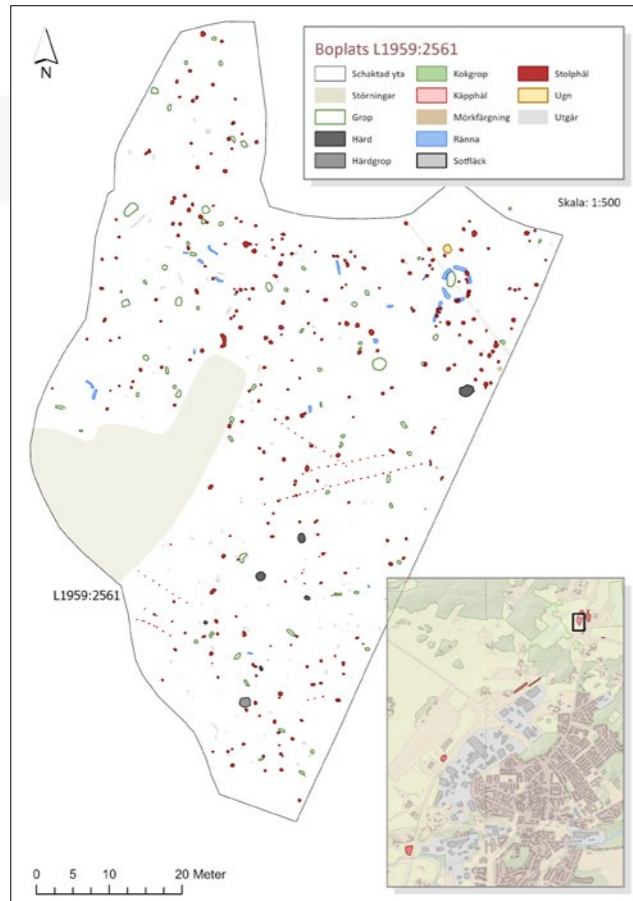 N
Boplats L1959:2561
Schaktad yta
Kokgrop
Stolphål
Störningar
Käpphål
Ugn
Grop
Mörkfärgning
Utgår
Härd
Ränna
Härdgrop
Sotfläck
Skala: 1:500
L1959:2561
0 5 10 20 Meter